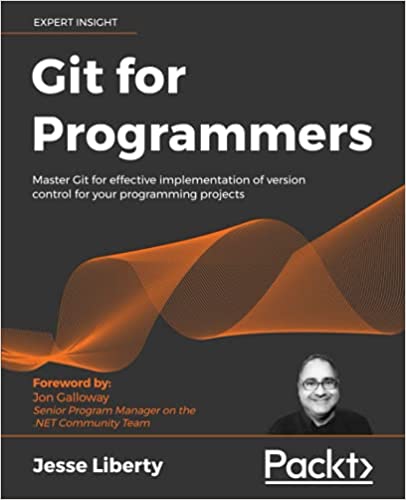 EXPERT INSIGHT
Git for
Programmers
Master Git for effective implementation of version
control for your programming projects
Foreword by:
Jon Galloway
Senior Program Manager on the
.NET Community Team
Jesse Liberty
Packt>